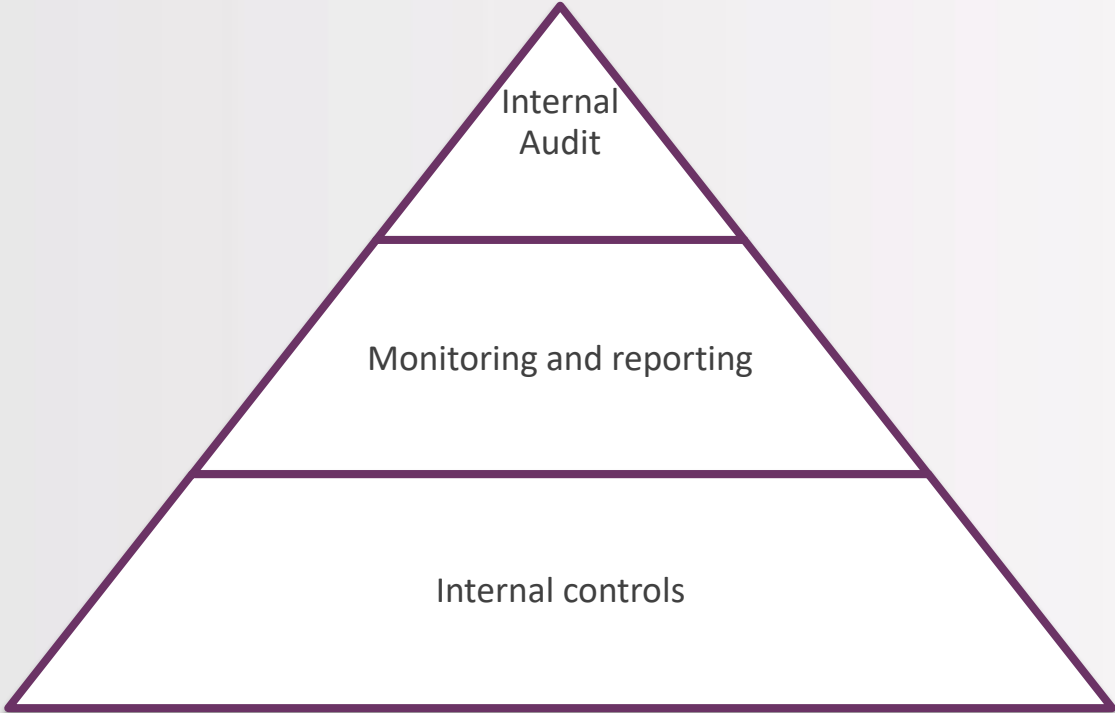 Internal
Audit
Monitoring and reporting
Internal controls